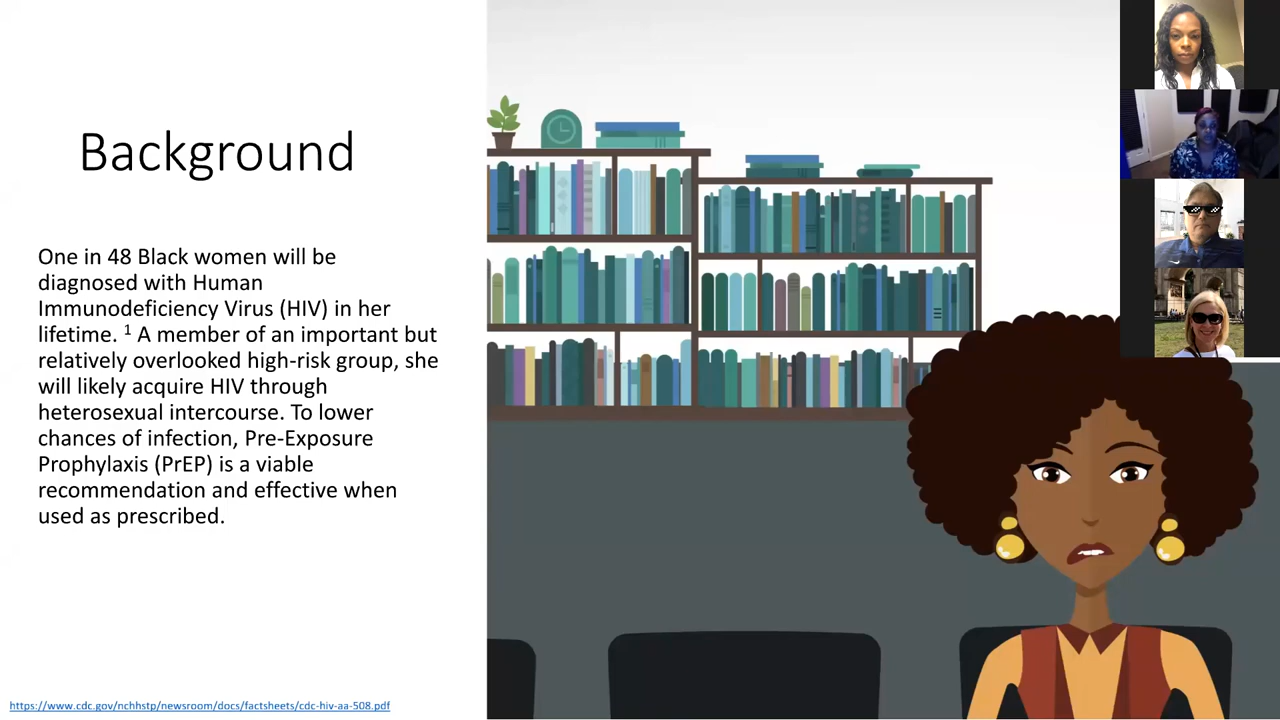 Background
One in 48 Black women will be
diagnosed with Human
Immunodeficiency Virus (HIV) in her
lifetime. 1 A member of an important but
relatively overlooked high-risk group, she
will likely acquire HIV through
heterosexual intercourse. To lower
chances of infection, Pre-Exposure
Prophylaxis (PrEP) is a viable
recommendation and effective when
used as prescribed.
https://www.cdc.gov/nchhstp/newsroom/docs/factsheets/cdc-hiv-aa-508.pdf